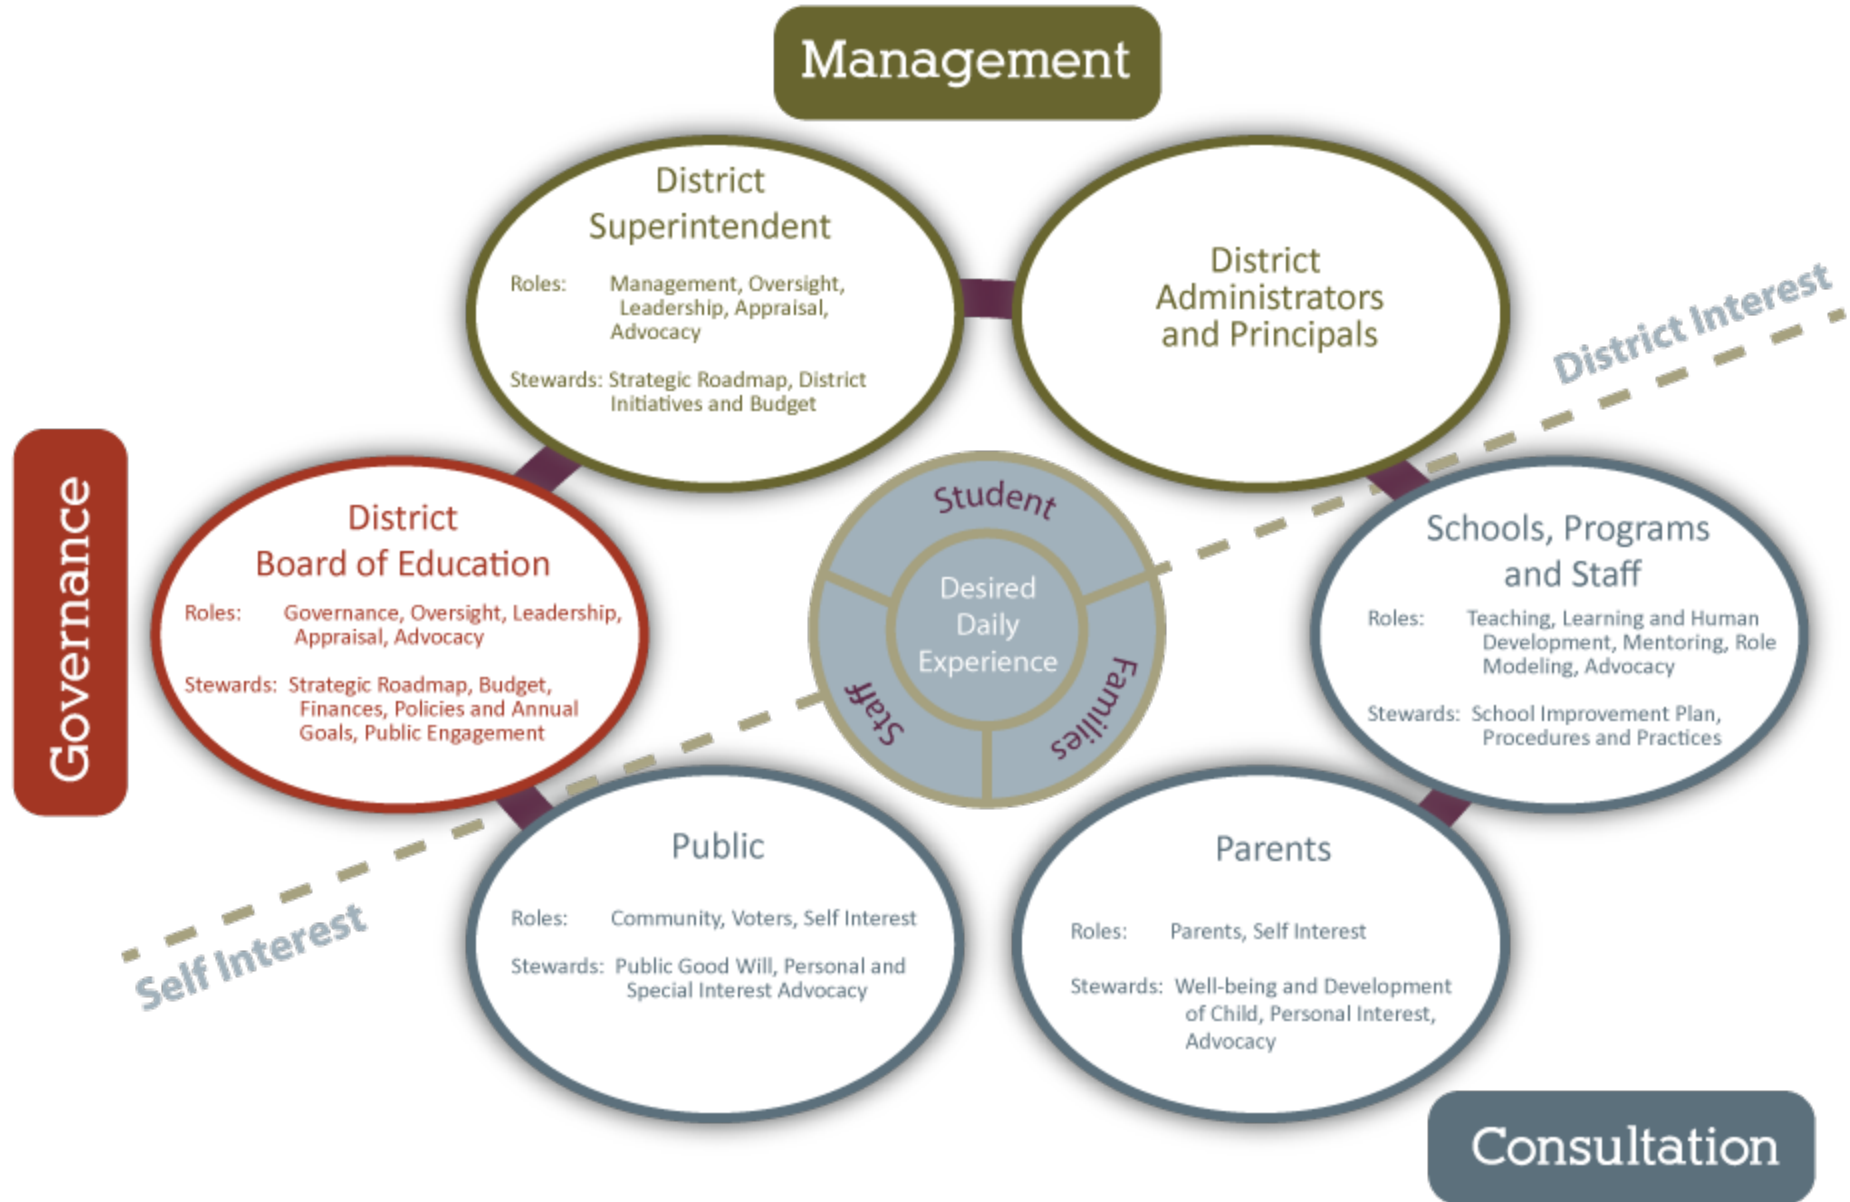 Management
District
Superintendent
Roles: Management, Oversight,
Leadership, Appraisal,
Advocacy
Stewards: Strategic Roadmap, District
Initiatives and Budget
District
Administrators
and Principals
District Interest
Governance
District
Board of Education
Roles: Governance, Oversight, Leadership,
Appraisal, Advocacy
Stewards: Strategic Roadmap, Budget,
Finances, Policies and Annual
Goals, Public Engagement
Student
Desired
Daily
Experience
Staff
Families
Schools, Programs
and Staff
Roles: Teaching, Learning and Human
Development, Mentoring, Role
Modeling, Advocacy
Stewards: School Improvement Plan,
Procedures and Practices
Self Interest
Public
Roles: Community, Voters, Self Interest
Stewards: Public Good Will, Personal and
Special Interest Advocacy
Parents
Roles: Parents, Self Interest
Stewards: Well-being and Development
of Child, Personal Interest,
Advocacy
Consultation